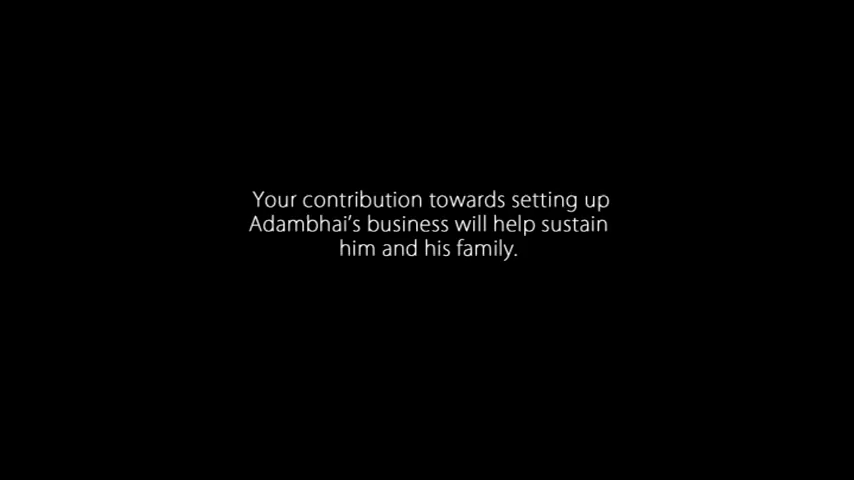 Your contribution towards setting up
Adambhai's business will help sustain
him and his family.